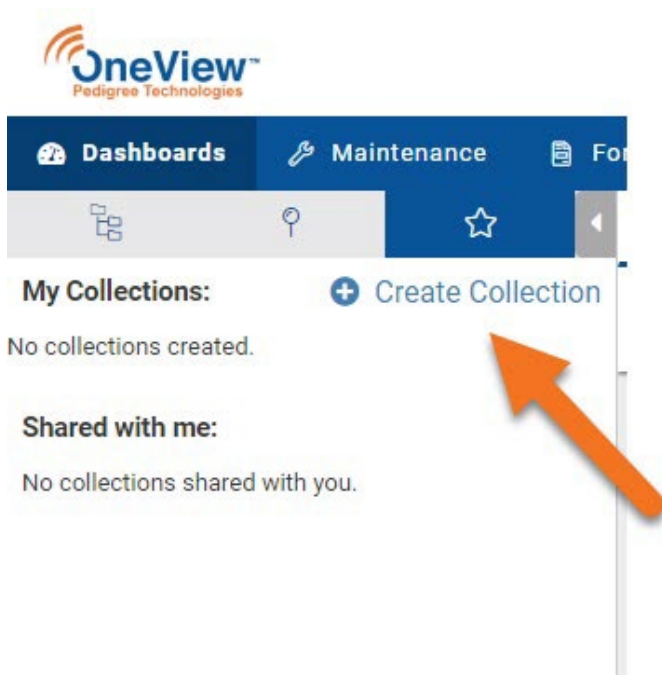 OneView™
Pedigree Technologies
Dashboards Maintenance For
My Collections: Create Collection
No collections created.
Shared with me:
No collections shared with you.